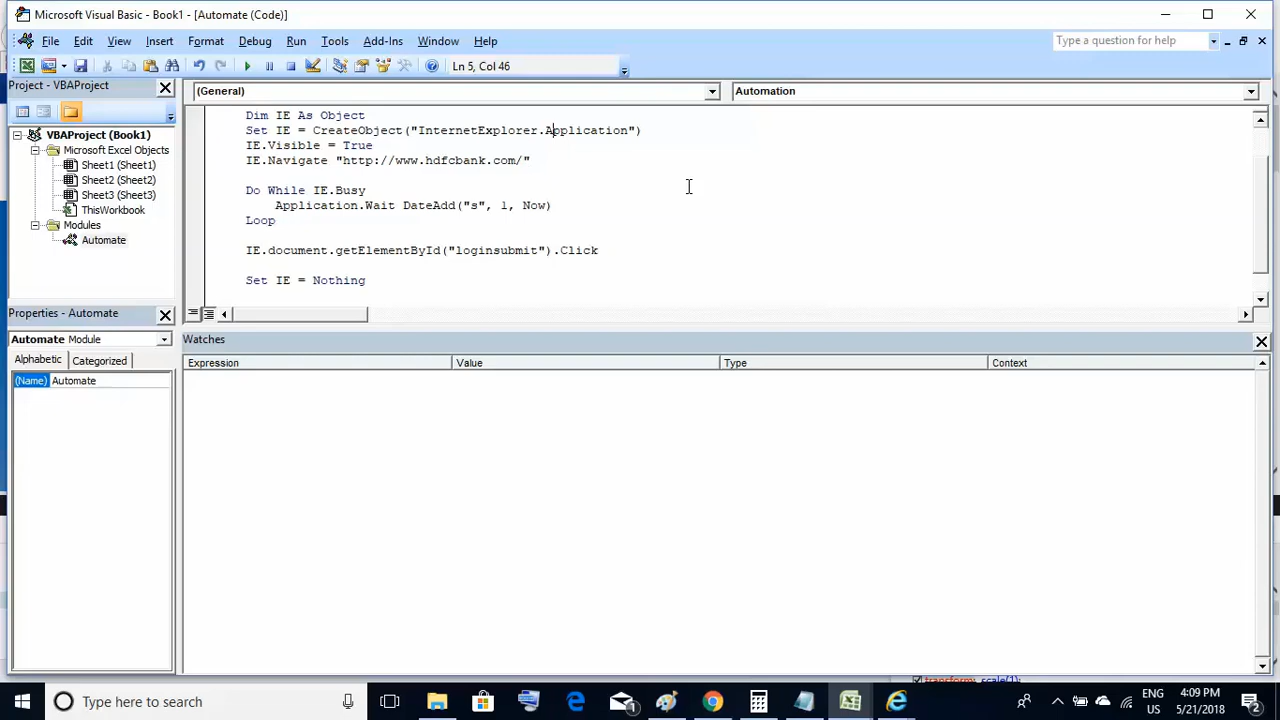 Microsoft Visual Basic - Book1 - [Automate (Code)]
File Edit View Insert Format Debug Run Tools Add-Ins Window Help
Type a question for help
Ln 5, Col 46
Project - VBAProject
(General)
Automation
VBAProject (Book1)
Microsoft Excel Objects
Sheet1 (Sheet1)
Sheet2 (Sheet2)
Sheet3 (Sheet3)
ThisWorkbook
Modules
Automate
Dim IE As Object
Set IE = CreateObject("InternetExplorer.Application")
IE.Visible = True
IE.Navigate "http://www.hdfcbank.com/"
Do While IE.Busy
Application.Wait DateAdd("s", 1, Now)
Loop
IE.document.getElementById("loginsubmit").Click
Set IE = Nothing
Properties - Automate
Automate Module
Alphabetic Categorized
(Name) Automate
Watches
Expression Value Type Context
transform: scale(1);
Type here to search
1
ENG
US
4:09 PM
5/21/2018
2